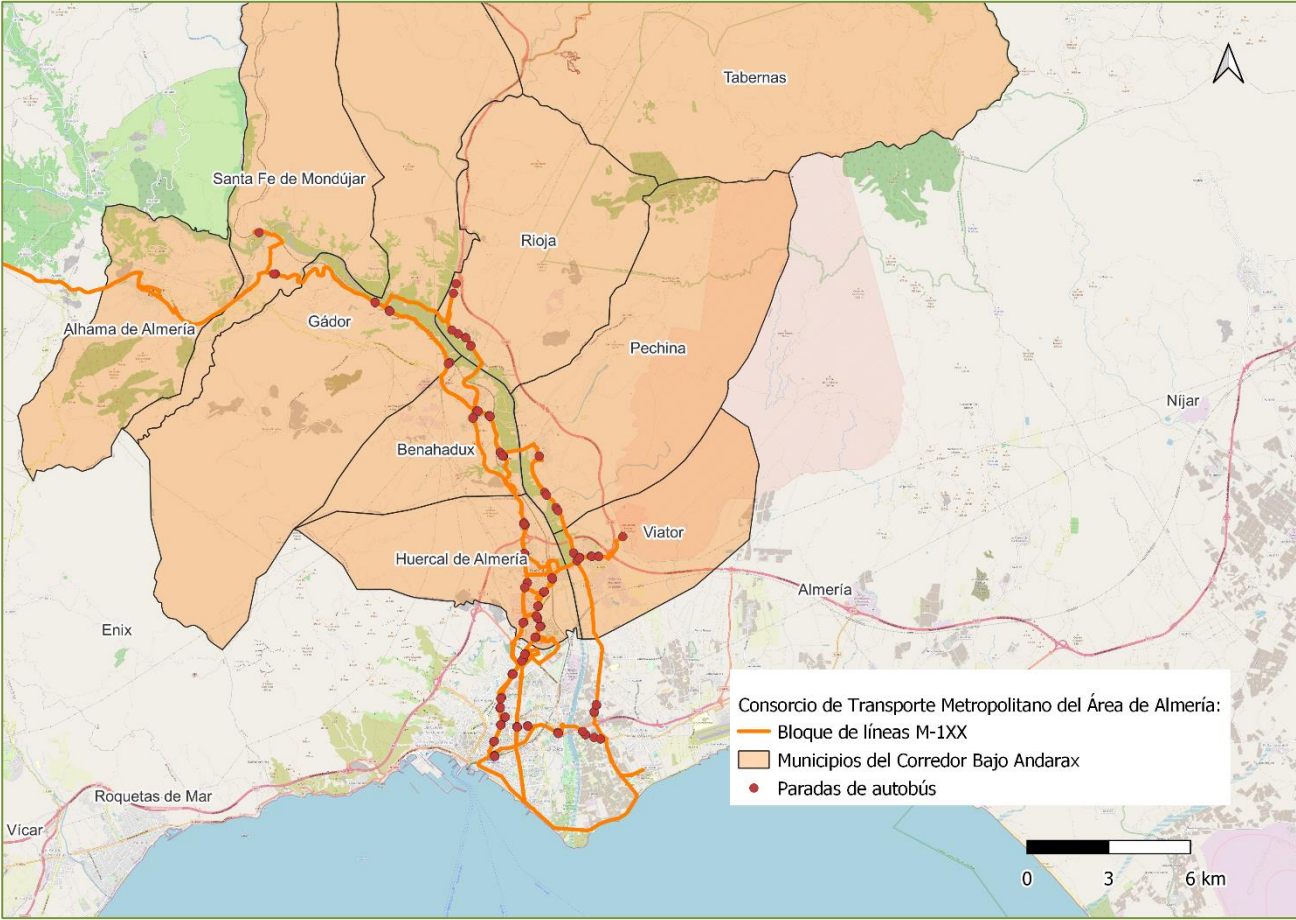 Tabernas
Santa Fe de Mondújar
Rioja
Alhama de Almería
Gádor
Pechina
Níjar
Benahadux
Viator
Huercal de Almería
Almería
Enix
Consorcio de Transporte Metropolitano del Área de Almería:
Bloque de líneas M-1XX
Municipios del Corredor Bajo Andarax
Paradas de autobús
Roquetas de Mar
Vícar
0 3 6 km